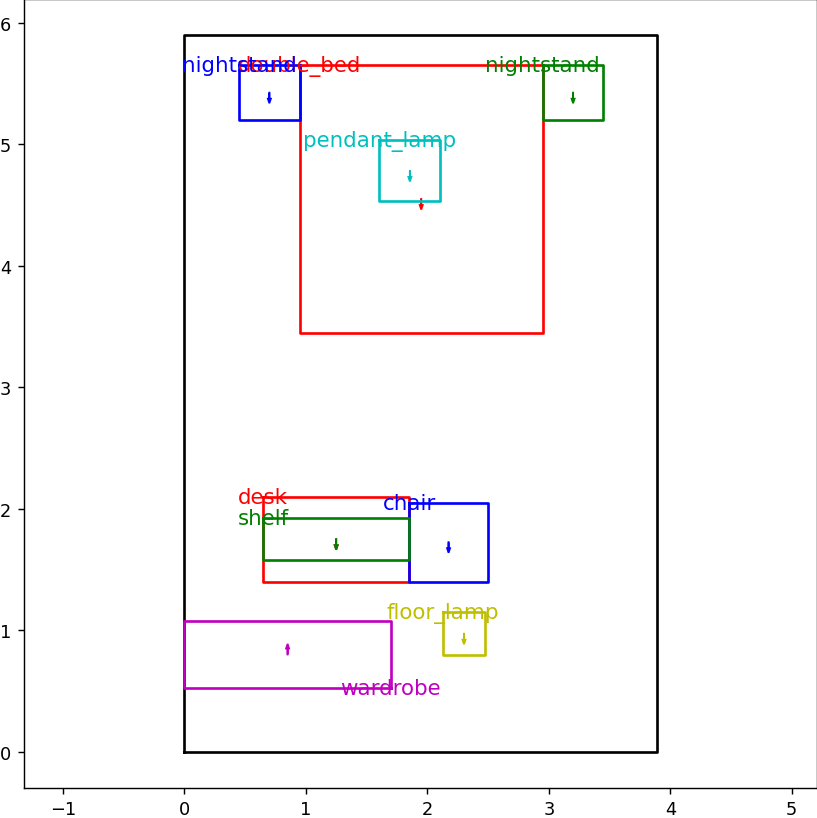 6
nightstand
double_bed
nightstand
5
pendant_lamp
4
3
desk
2
chair
shelf
1
floor_lamp
wardrobe
0
−1 0 1 2 3 4 5